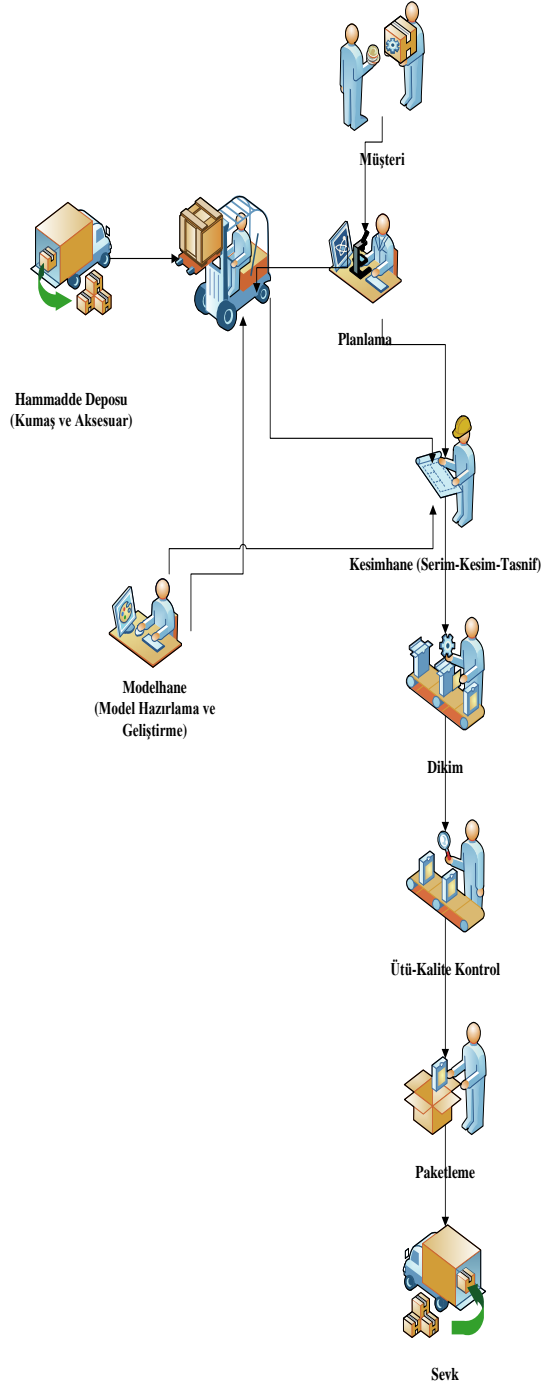 Müşteri
Planlama
Hammadde Deposu
(Kumaş ve Aksesuar)
Kesimhane (Serim-Kesim-Tasnif)
Modelhane
(Model Hazırlama ve
Geliştirme)
Dikim
Ütü-Kalite Kontrol
Paketleme
Sevk